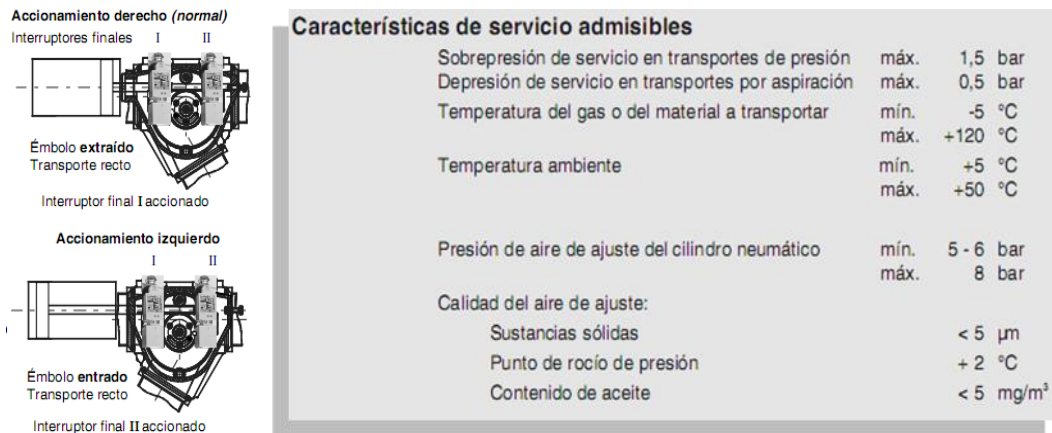 Accionamiento derecho (normal)
Interruptores finales I II
Émbolo extraído
Transporte recto
Interruptor final I accionado
Accionamiento izquierdo
I II
Émbolo entrado
Transporte recto
Interruptor final II accionado
Características de servicio admisibles
Sobrepresión de servicio en transportes de presión máx. 1,5 bar
Depresión de servicio en transportes por aspiración máx. 0,5 bar
Temperatura del gas o del material a transportar mín. -5 °C
máx. +120 °C
Temperatura ambiente mín. +5 °C
máx. +50 °C
Presión de aire de ajuste del cilindro neumático mín. 5 - 6 bar
máx. 8 bar
Calidad del aire de ajuste:
Sustancias sólidas < 5 µm
Punto de rocío de presión + 2 °C
Contenido de aceite < 5 mg/m³